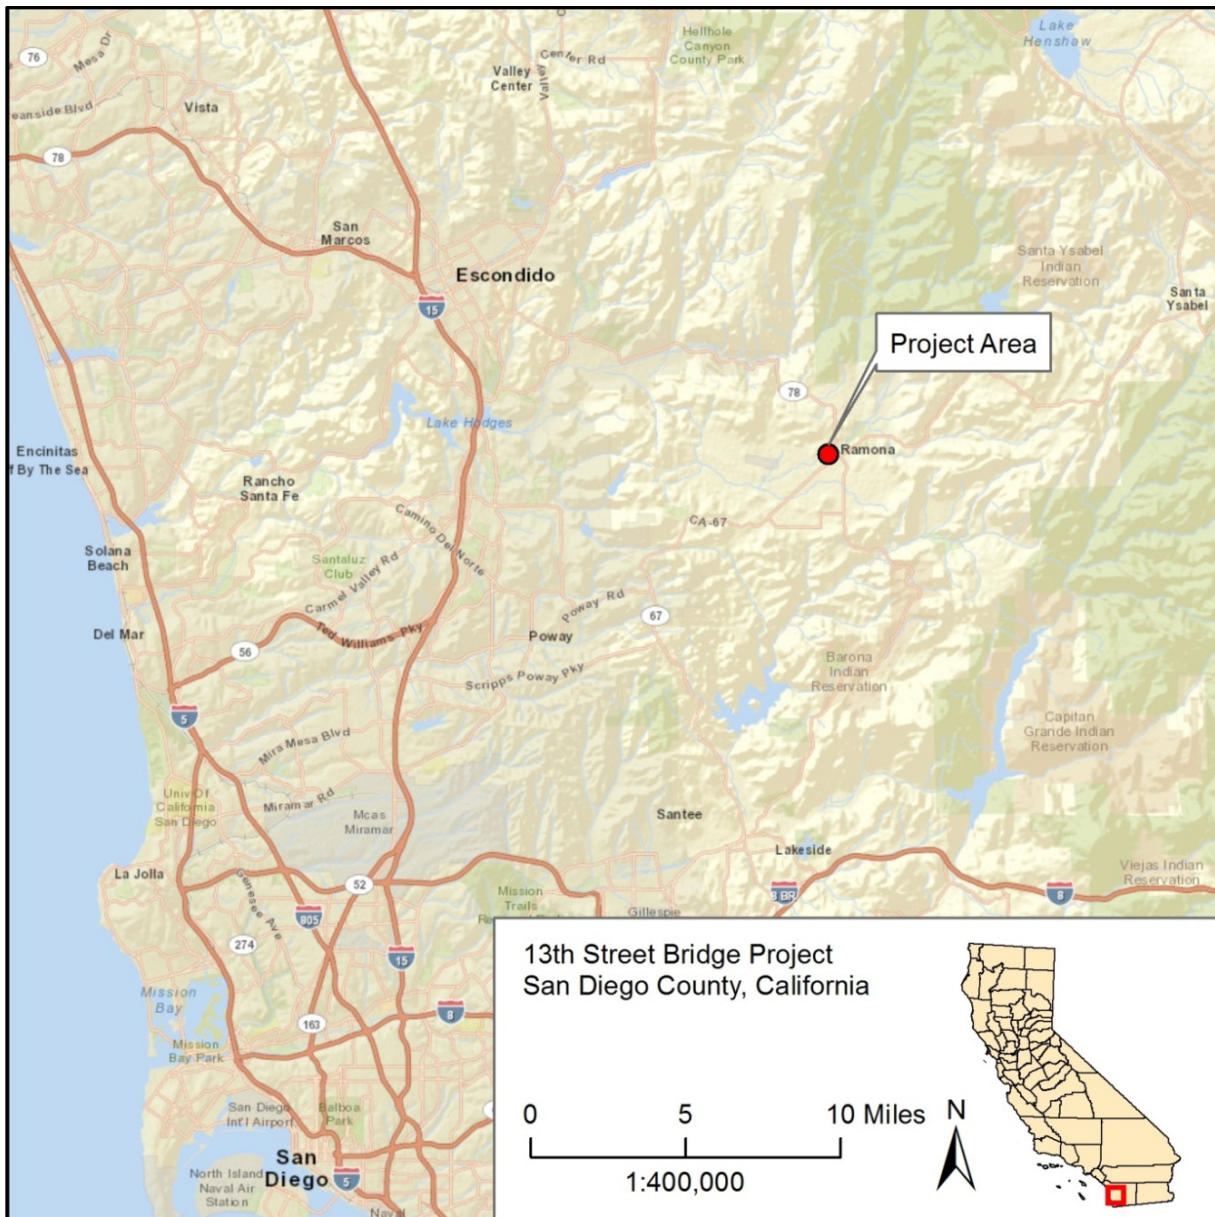 Lake
Henshaw
Hellhole
Canyon
County Park
76
Mesa Dr
Center Rd
Valley
Center
Valley
eanside Blvd
Vista
78
San
Marcos
Santa Ysabel
Indian
Reservation
Escondido
Santa
Ysabel
15
Project Area
78
Lake Hodges
Encinitas
f By The Sea
Ramona
Rancho
Santa Fe
Camino Del Norte
CA-67
Solana
Beach
Santaluz
Club
Carmel Valley Rd
Poway Rd
67
Del Mar
Ted Williams Pky
Poway
56
Scripps Poway Pky
Barona
Indian
Reservation
5
Capitan
Grande Indian
Reservation
Mira Mesa Blvd
Univ Of
California
San Diego
Miramar Rd
Mcas
Miramar
Santee
Lakeside
La Jolla
Viejas Indian
Reservation
52
Genesee Ave
Mission
Trails
8 BR
8
Gillespie
805
274
15
13th Street Bridge Project
San Diego County, California
Mission
Bay
8
163
Mission
Bay Park
0 5 10 Miles
N
San Diego
Int'l Airport
Balboa
Park
San
Diego
1:400,000
North Island
Naval Air
Station
5
Naval